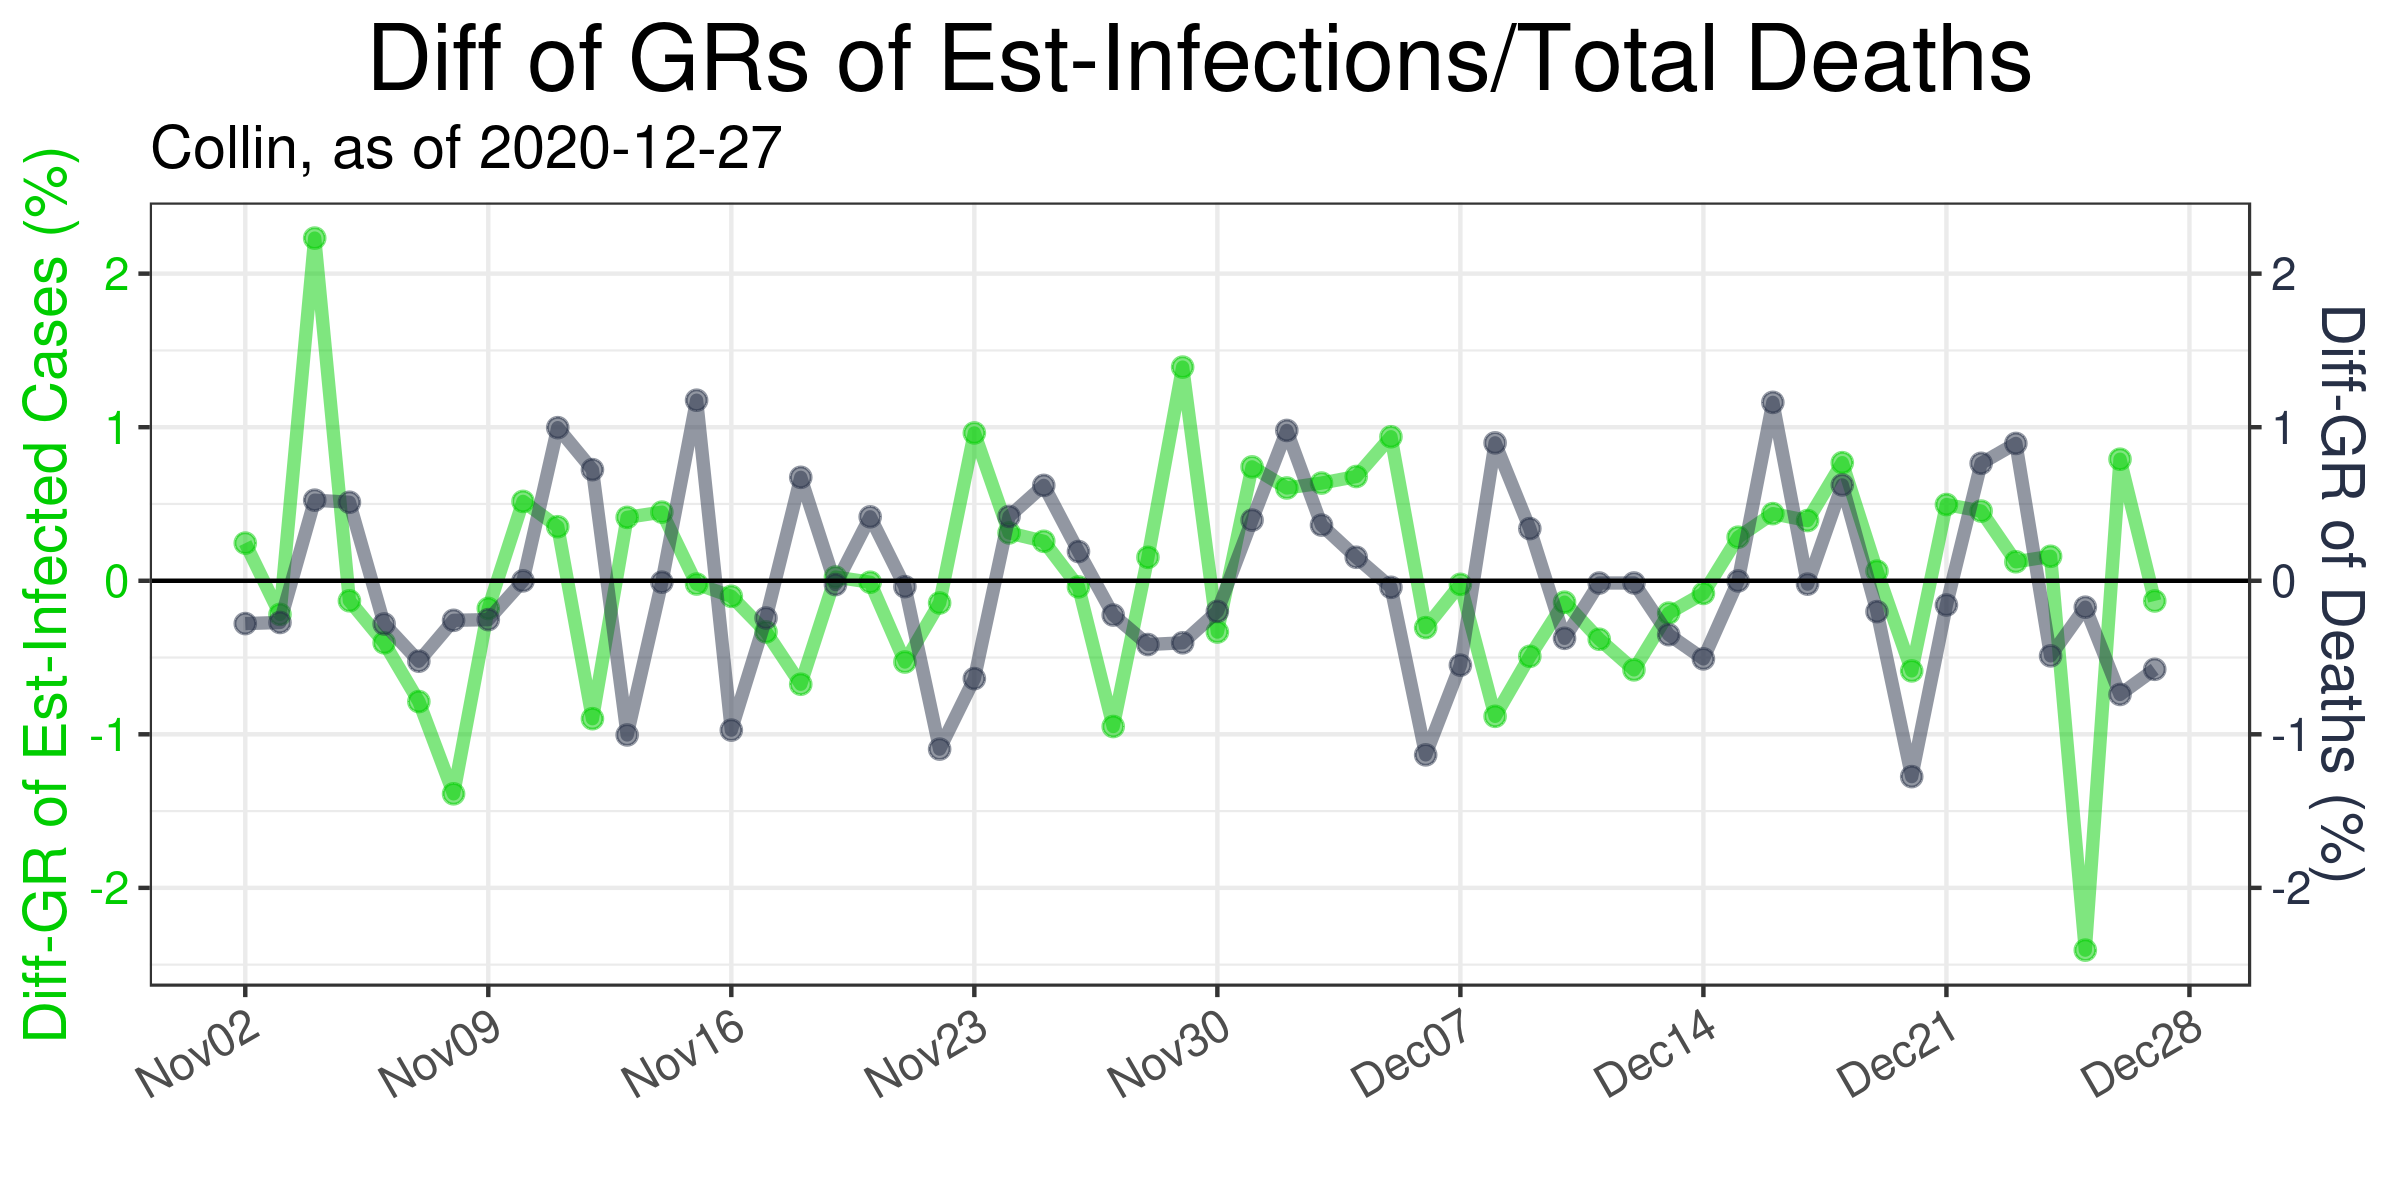 Diff of GRs of Est-Infections/Total Deaths
Collin, as of 2020-12-27
Diff-GR of Est-Infected Cases (%)
2
1
0
-1
-2
2
1
0
-1
-2
Diff-GR of Deaths (%)
Nov02
Nov09
Nov16
Nov23
Nov30
Dec07
Dec14
Dec21
Dec28